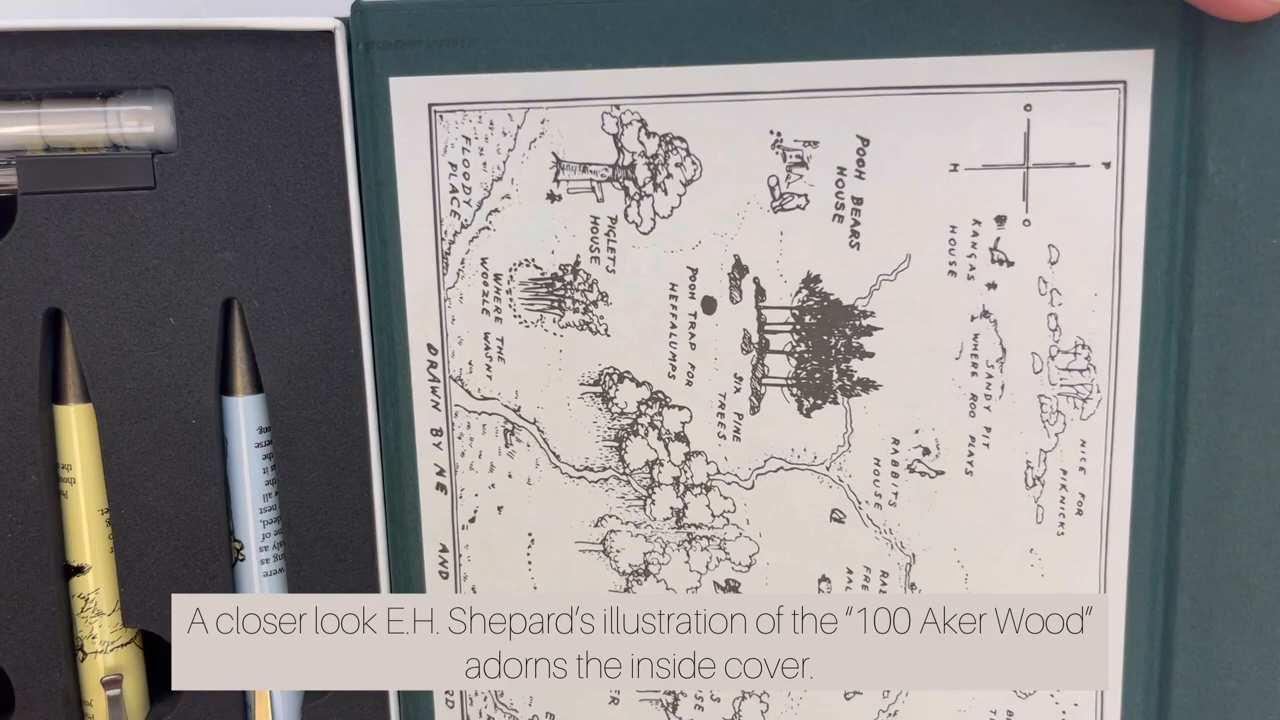 P
O
O
H
NICE FOR
PIKNICKS
SANDY PIT
WHERE ROO PLAYS
KANGAS
HOUSE
RABBITS
HOUSE
POOH BEARS
HOUSE
SIX PINE
TREES.
POOH TRAP FOR
HEFFALUMPS
PIGLETS
HOUSE
WHERE THE
WOOZLE WASNT
FLOODY
PLACE
DRAWN BY ME AND
A closer look E.H. Shepard's illustration of the “100 Aker Wood”
adorns the inside cover.